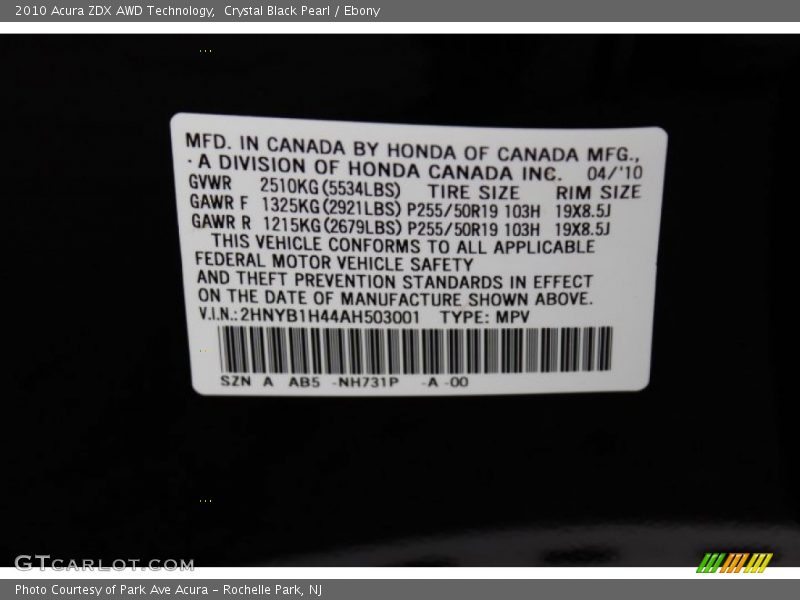 2010 Acura ZDX AWD Technology,  Crystal Black Pearl / Ebony
MFD. IN CANADA BY HONDA OF CANADA MFG.,
·A DIVISION OF HONDA CANADA INC. 04/'10
GVWR 2510KG(5534LBS) TIRE SIZE RIM SIZE
GAWR F 1325KG(2921LBS) P255/50R19 103H 19X8.5J
GAWR R 1215KG(2679LBS) P255/50R19 103H 19X8.5J
THIS VEHICLE CONFORMS TO ALL APPLICABLE
FEDERAL MOTOR VEHICLE SAFETY
AND THEFT PREVENTION STANDARDS IN EFFECT
ON THE DATE OF MANUFACTURE SHOWN ABOVE.
V.I.N.:2HNYB1H44AH503001 TYPE: MPV
SZN A AB5 -NH731P -A -00
GTCARLOT.COM
Photo Courtesy of Park Ave Acura - Rochelle Park, NJ